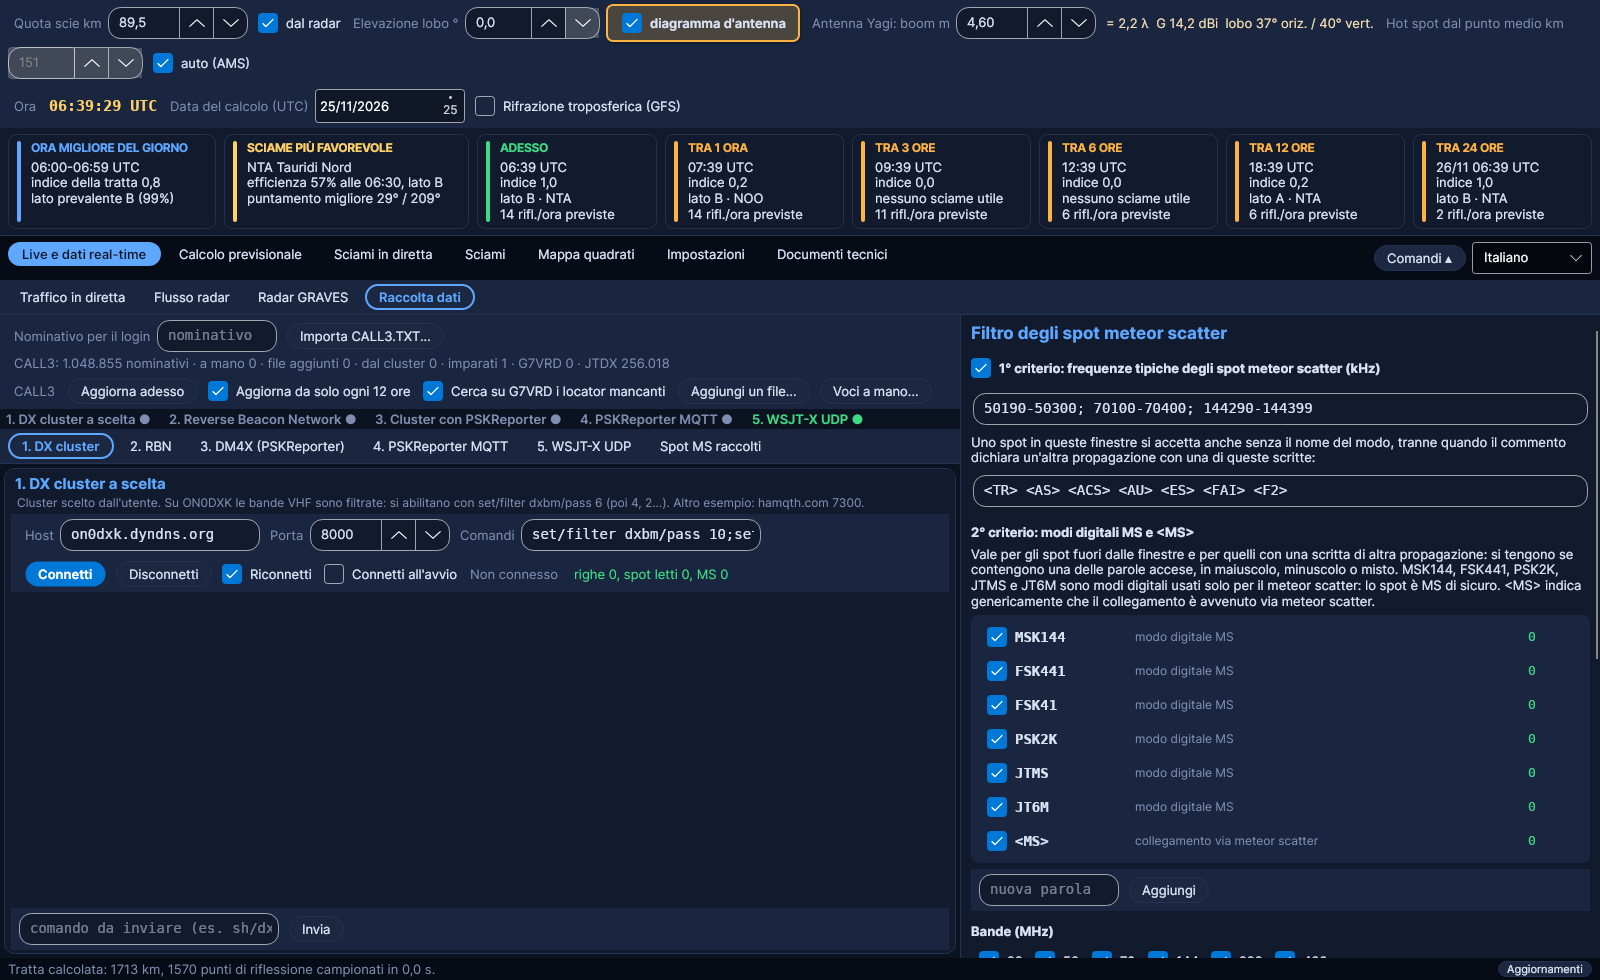 Quota scie km 89,5 dal radar Elevazione lobo ° 0,0 diagramma d'antenna Antenna Yagi: boom m 4,60 = 2,2 λ G 14,2 dBi lobo 37° oriz. / 40° vert. Hot spot dal punto medio km
151 auto (AMS)
Ora 06:39:29 UTC Data del calcolo (UTC) 25/11/2026 25 Rifrazione troposferica (GFS)
ORA MIGLIORE DEL GIORNO
06:00-06:59 UTC
indice della tratta 0,8
lato prevalente B (99%)
SCIAME PIÙ FAVOREVOLE
NTA Tauridi Nord
efficienza 57% alle 06:30, lato B
puntamento migliore 29° / 209°
ADESSO
06:39 UTC
indice 1,0
lato B · NTA
14 rifl./ora previste
TRA 1 ORA
07:39 UTC
indice 0,2
lato B · NOO
14 rifl./ora previste
TRA 3 ORE
09:39 UTC
indice 0,0
nessuno sciame utile
11 rifl./ora previste
TRA 6 ORE
12:39 UTC
indice 0,0
nessuno sciame utile
6 rifl./ora previste
TRA 12 ORE
18:39 UTC
indice 0,2
lato A · NTA
6 rifl./ora previste
TRA 24 ORE
26/11 06:39 UTC
indice 1,0
lato B · NTA
2 rifl./ora previste
Live e dati real-time Calcolo previsionale Sciami in diretta Sciami Mappa quadrati Impostazioni Documenti tecnici Comandi ▴ Italiano
Traffico in diretta Flusso radar Radar GRAVES Raccolta dati
Nominativo per il login nominativo Importa CALL3.TXT...
CALL3: 1.048.855 nominativi · a mano 0 · file aggiunti 0 · dal cluster 0 · imparati 1 · G7VRD 0 · JTDX 256.018
CALL3 Aggiorna adesso Aggiorna da solo ogni 12 ore Cerca su G7VRD i locator mancanti Aggiungi un file... Voci a mano...
1. DX cluster a scelta 2. Reverse Beacon Network 3. Cluster con PSKReporter 4. PSKReporter MQTT 5. WSJT-X UDP
1. DX cluster 2. RBN 3. DM4X (PSKReporter) 4. PSKReporter MQTT 5. WSJT-X UDP Spot MS raccolti
1. DX cluster a scelta
Cluster scelto dall'utente. Su ON0DXK le bande VHF sono filtrate: si abilitano con set/filter dxbm/pass 6 (poi 4, 2...). Altro esempio: hamqth.com 7300.
Host on0dxk.dyndns.org Porta 8000 Comandi set/filter dxbm/pass 10;se
Connetti Disconnetti Riconnetti Connetti all'avvio Non connesso righe 0, spot letti 0, MS 0
comando da inviare (es. sh/dx Invia
Filtro degli spot meteor scatter
1° criterio: frequenze tipiche degli spot meteor scatter (kHz)
50190-50300; 70100-70400; 144290-144399
Uno spot in queste finestre si accetta anche senza il nome del modo, tranne quando il commento
dichiara un'altra propagazione con una di queste scritte:
<TR> <AS> <ACS> <AU> <ES> <FAI> <F2>
2° criterio: modi digitali MS e <MS>
Vale per gli spot fuori dalle finestre e per quelli con una scritta di altra propagazione: si tengono se
contengono una delle parole accese, in maiuscolo, minuscolo o misto. MSK144, FSK441, PSK2K,
JTMS e JT6M sono modi digitali usati solo per il meteor scatter: lo spot è MS di sicuro. <MS> indica
genericamente che il collegamento è avvenuto via meteor scatter.
MSK144 modo digitale MS 0
FSK441 modo digitale MS 0
FSK41 modo digitale MS 0
PSK2K modo digitale MS 0
JTMS modo digitale MS 0
JT6M modo digitale MS 0
<MS> collegamento via meteor scatter 0
nuova parola Aggiungi
Bande (MHz)
Tratta calcolata: 1713 km, 1570 punti di riflessione campionati in 0,0 s. Aggiornamenti